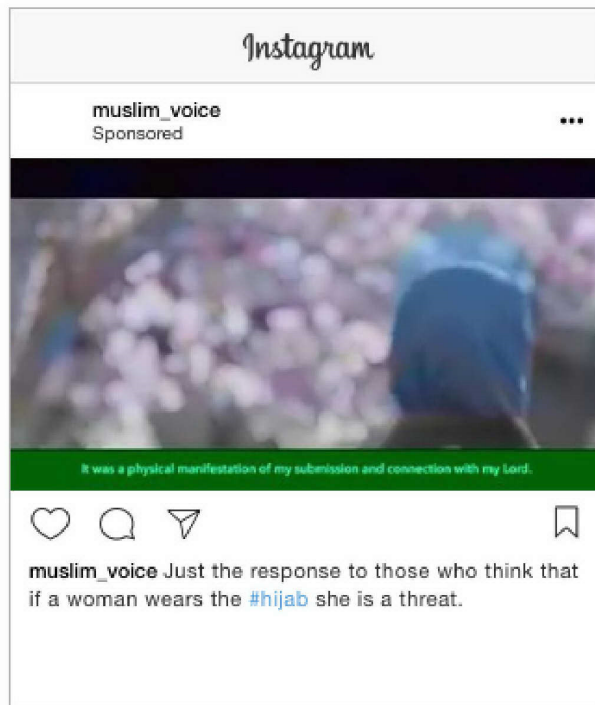 Instagram
muslim_voice
Sponsored
It was a physical manifestation of my submission and connection with my Lord.
muslim_voice Just the response to those who think that
if a woman wears the #hijab she is a threat.